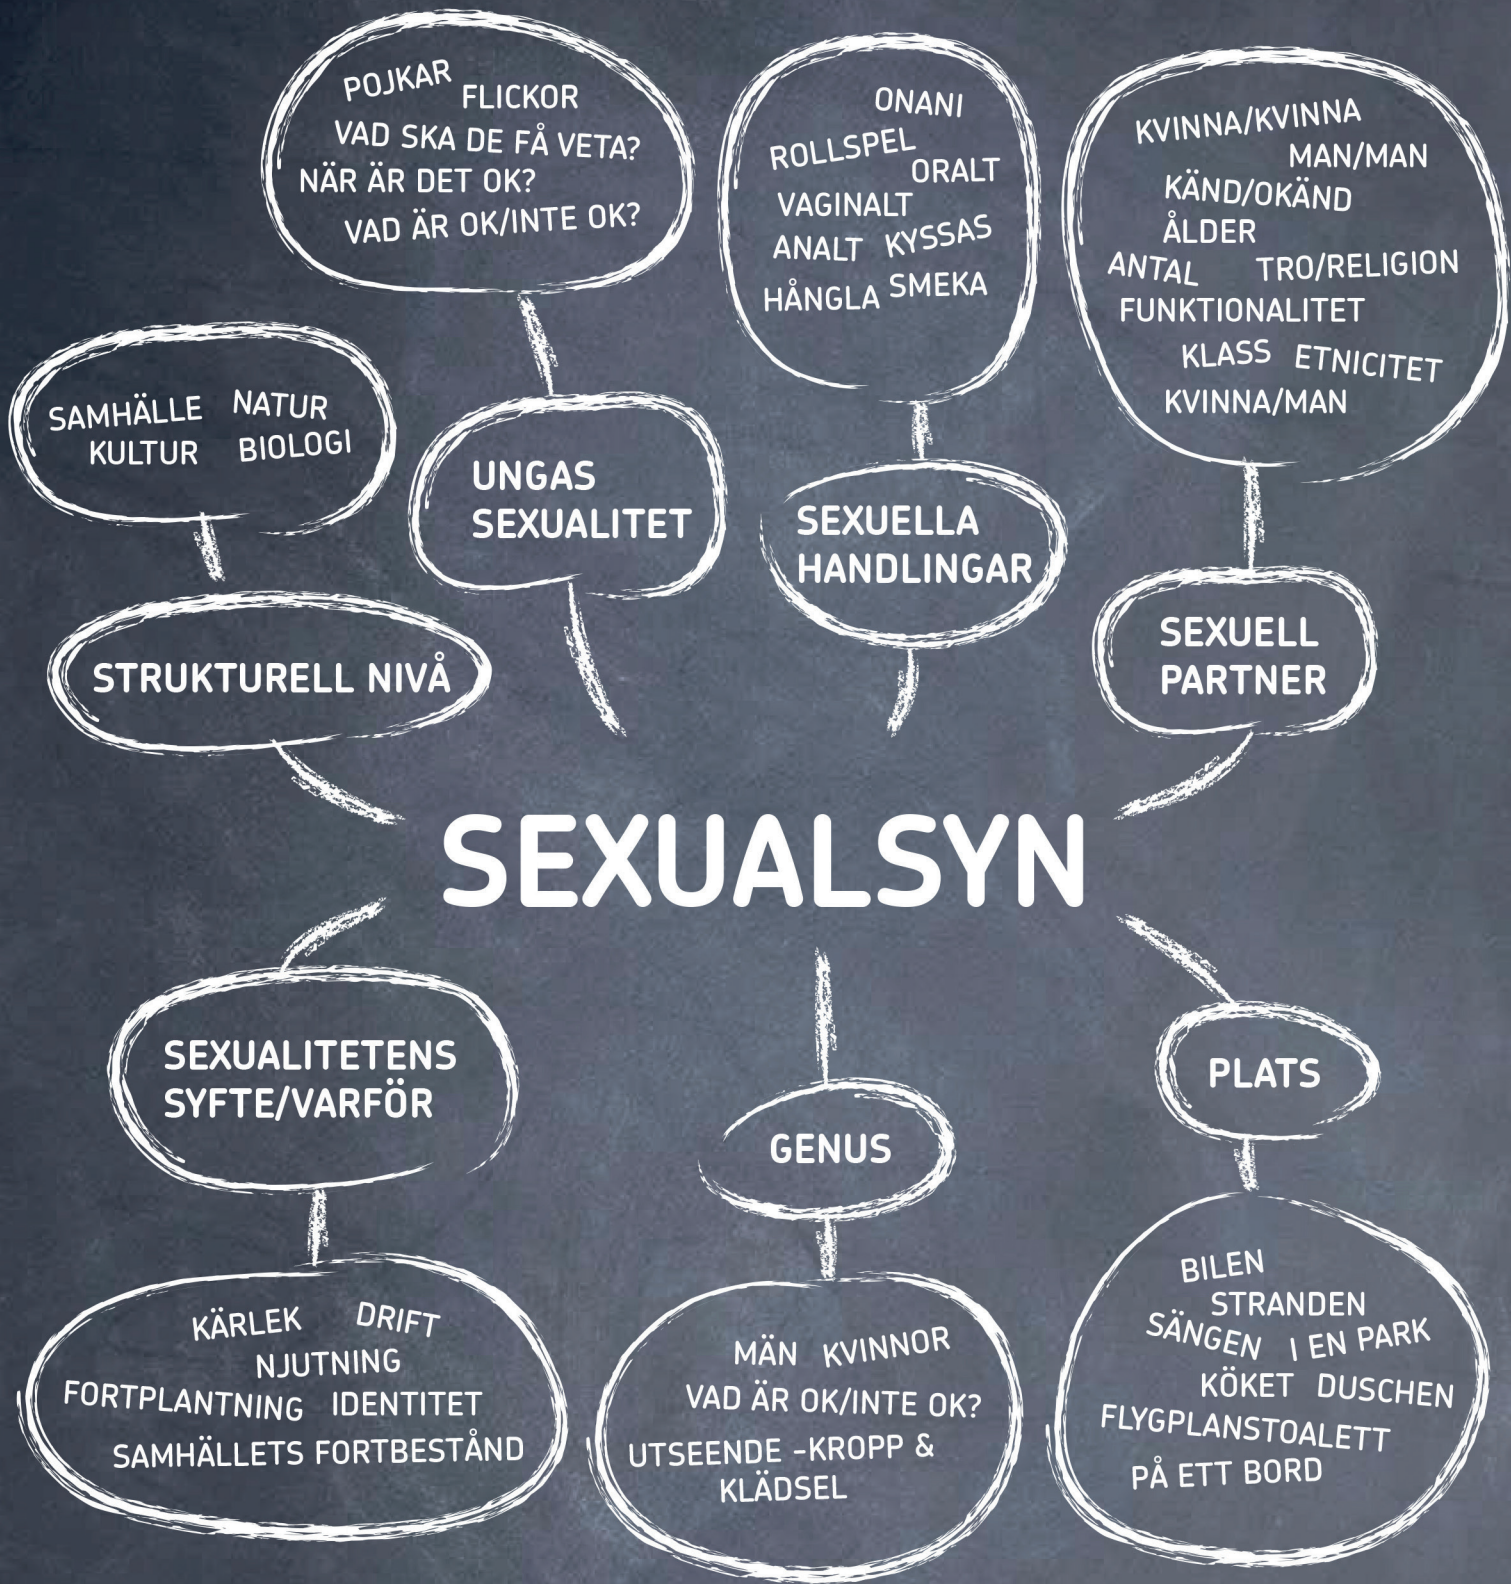 POJKAR FLICKOR
VAD SKA DE FÅ VETA?
NÄR ÄR DET OK?
VAD ÄR OK/INTE OK?
UNGAS
SEXUALITET
ONANI
ROLLSPEL
ORALT
VAGINALT
ANALT KYSSAS
HÅNGLA SMEKA
SEXUELLA
HANDLINGAR
KVINNA/KVINNA
MAN/MAN
KÄND/OKÄND
ÅLDER
ANTAL TRO/RELIGION
FUNKTIONALITET
KLASS ETNICITET
KVINNA/MAN
SEXUELL
PARTNER
SAMHÄLLE NATUR
KULTUR BIOLOGI
STRUKTURELL NIVÅ
SEXUALSYN
SEXUALITETENS
SYFTE/VARFÖR
KÄRLEK DRIFT
NJUTNING
FORTPLANTNING IDENTITET
SAMHÄLLETS FORTBESTÅND
GENUS
MÄN KVINNOR
VAD ÄR OK/INTE OK?
UTSEENDE -KROPP &
KLÄDSEL
PLATS
BILEN
STRANDEN
SÄNGEN I EN PARK
KÖKET DUSCHEN
FLYGPLANSTOALETT
PÅ ETT BORD